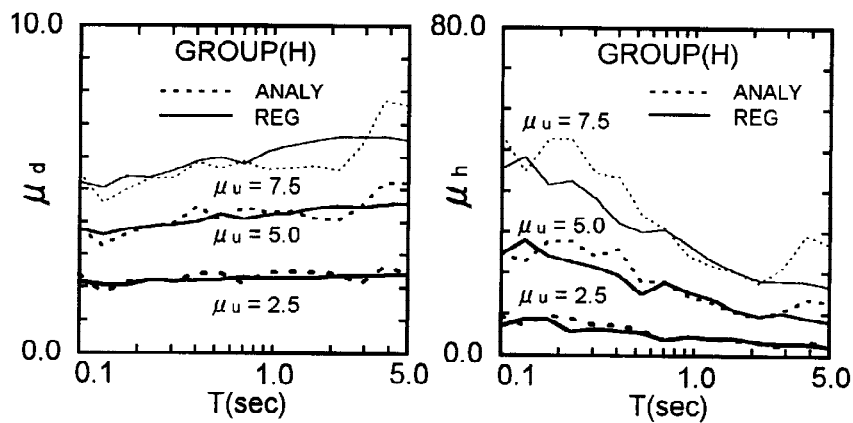 10.0
GROUP(H)
ANALY
REG
μd
μu = 7.5
μu = 5.0
μu = 2.5
0.0
0.1 1.0 5.0
T(sec)
80.0
GROUP(H)
ANALY
REG
μh
μu = 7.5
μu = 5.0
μu = 2.5
0.0
0.1 1.0 5.0
T(sec)